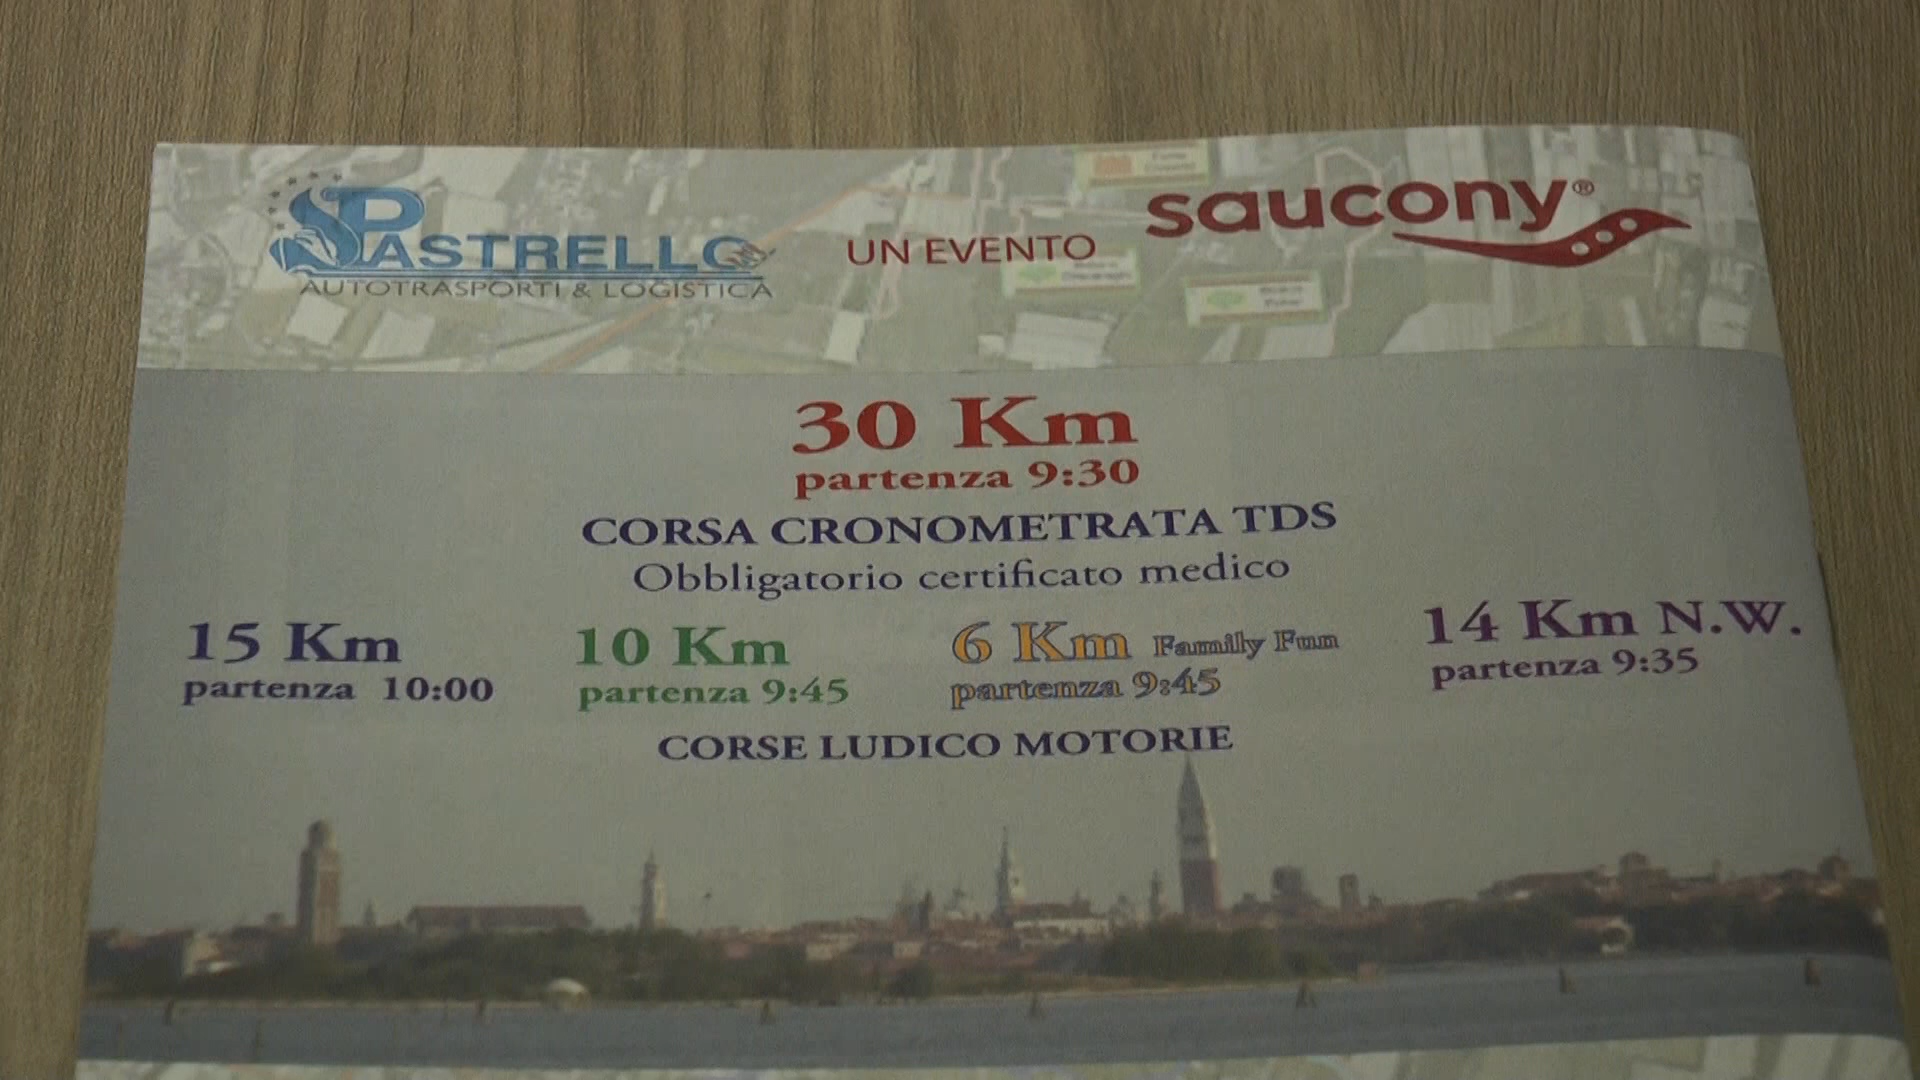 PASTRELLO
AUTOTRASPORTI & LOGISTICA
UN EVENTO
saucony®
30 Km
partenza 9:30
CORSA CRONOMETRATA TDS
Obbligatorio certificato medico
15 Km
partenza 10:00
10 Km
partenza 9:45
6 Km Family Fun
partenza 9:45
14 Km N.W.
partenza 9:35
CORSE LUDICO MOTORIE